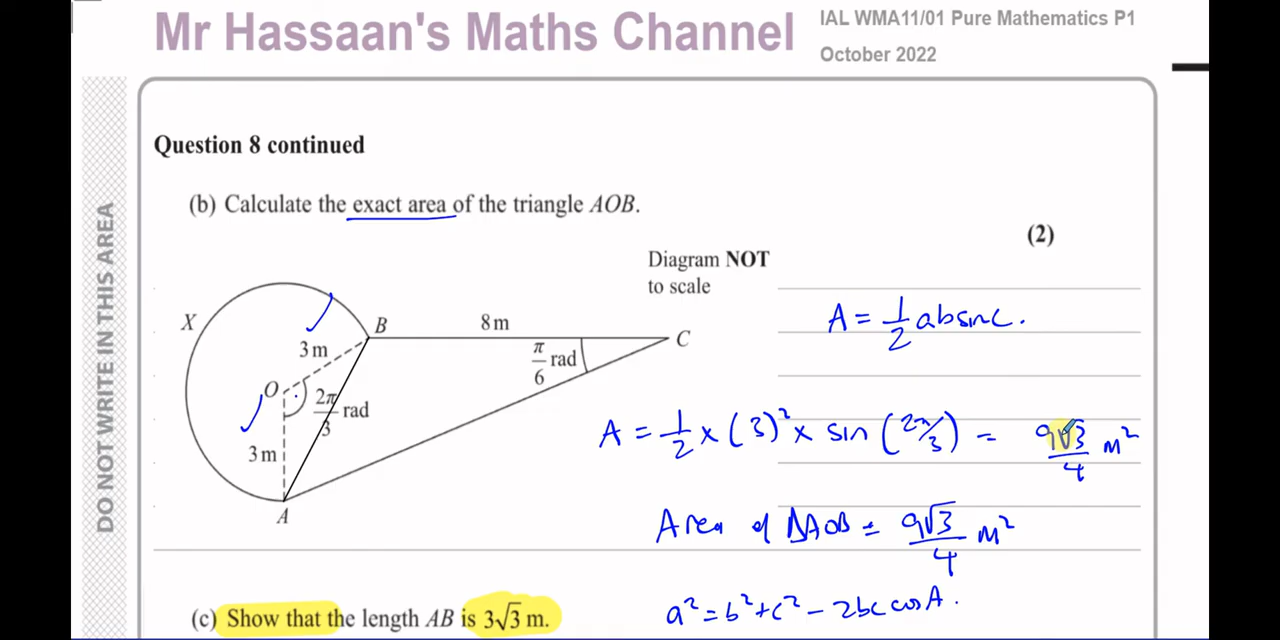 Mr Hassaan's Maths Channel
IAL WMA11/01 Pure Mathematics P1
October 2022
DO NOT WRITE IN THIS AREA
Question 8 continued
(b) Calculate the exact area of the triangle AOB.
(2)
Diagram NOT
to scale
X
B
8 m
C
3 m
π/6 rad
O
2π/3 rad
3 m
A
A = 1/2 ab sin C.
A = 1/2 × (3)² × sin (2π/3) = 9√3/4 m²
Area of ΔAOB = 9√3/4 m²
(c) Show that the length AB is 3√3 m.
a² = b² + c² − 2bc cos A.